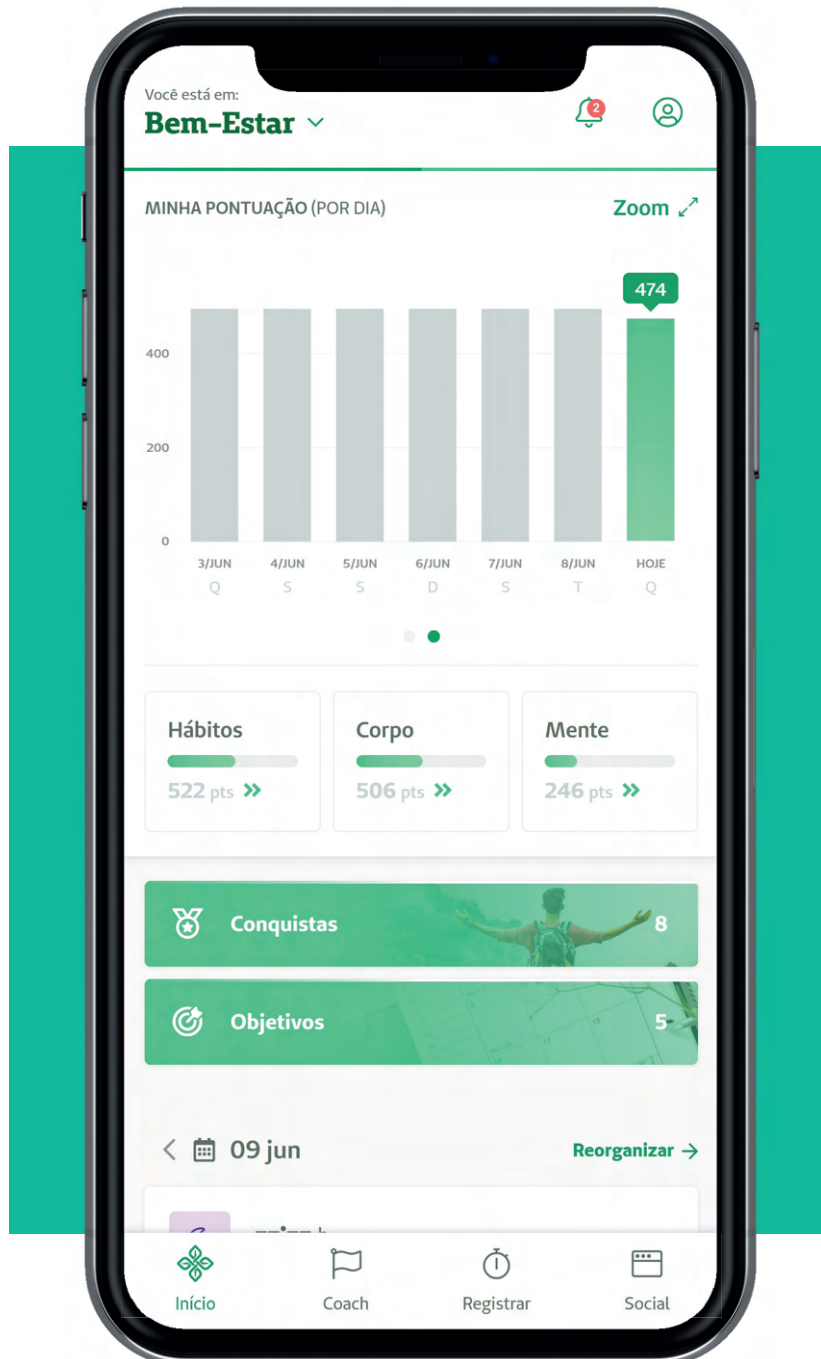 Você está em:
Bem-Estar
2
MINHA PONTUAÇÃO (POR DIA)
Zoom
474
400
200
0
3/JUN 4/JUN 5/JUN 6/JUN 7/JUN 8/JUN HOJE
Q S S D S T Q
Hábitos Corpo Mente
522 pts 506 pts 246 pts
Conquistas 8
Objetivos 5
09 jun
Reorganizar
Início Coach Registrar Social